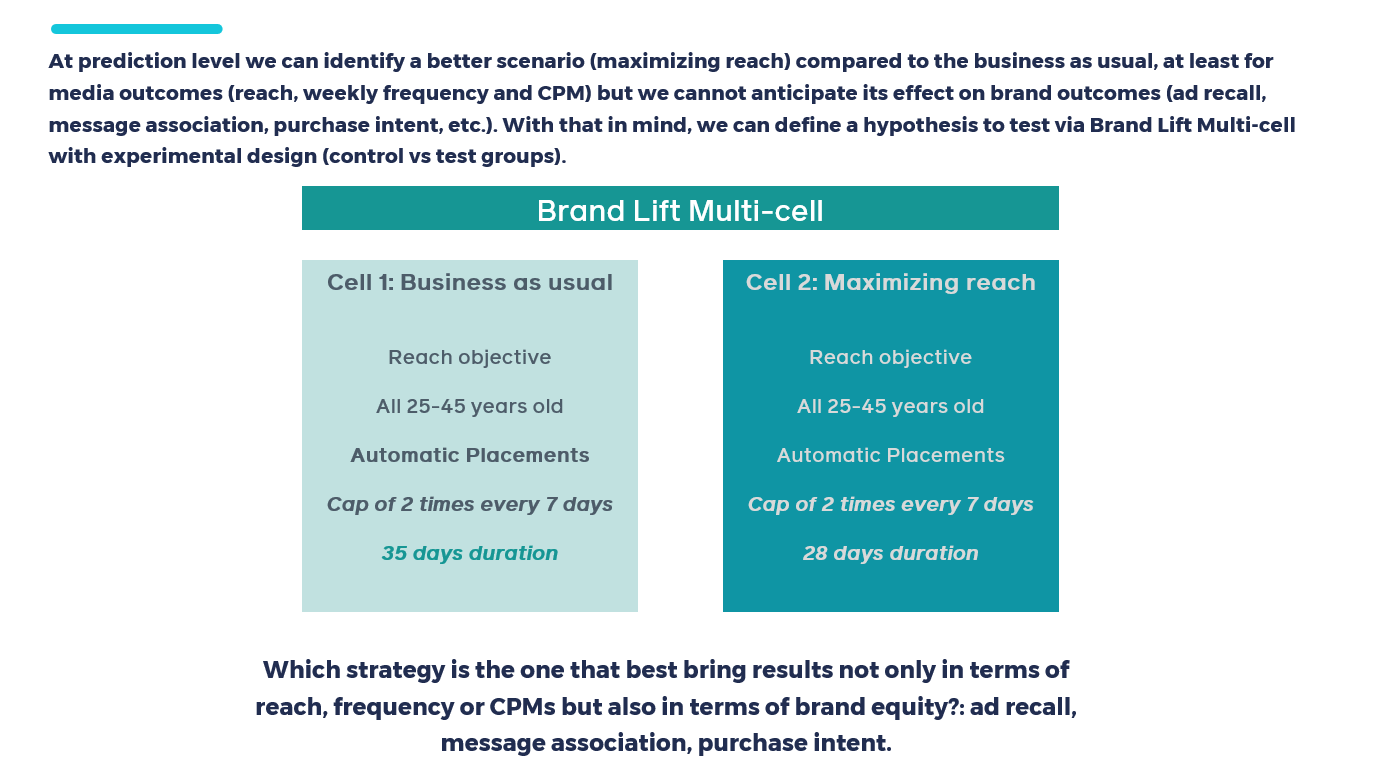 At prediction level we can identify a better scenario (maximizing reach) compared to the business as usual, at least for
media outcomes (reach, weekly frequency and CPM) but we cannot anticipate its effect on brand outcomes (ad recall,
message association, purchase intent, etc.). With that in mind, we can define a hypothesis to test via Brand Lift Multi-cell
with experimental design (control vs test groups).
Brand Lift Multi-cell
Cell 1: Business as usual
Reach objective
All 25-45 years old
Automatic Placements
Cap of 2 times every 7 days
35 days duration
Cell 2: Maximizing reach
Reach objective
All 25-45 years old
Automatic Placements
Cap of 2 times every 7 days
28 days duration
Which strategy is the one that best bring results not only in terms of
reach, frequency or CPMs but also in terms of brand equity?: ad recall,
message association, purchase intent.